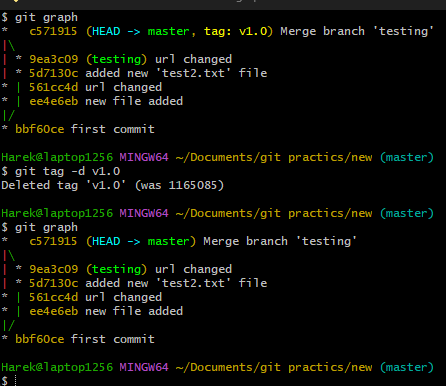 $ git graph
*   c571915 (HEAD -> master, tag: v1.0) Merge branch 'testing'
|\
| * 9ea3c09 (testing) url changed
| * 5d7130c added new 'test2.txt' file
* | 561cc4d url changed
* | ee4e6eb new file added
|/
* bbf60ce first commit
Harek@laptop1256 MINGW64 ~/Documents/git practics/new (master)
$ git tag -d v1.0
Deleted tag 'v1.0' (was 1165085)
Harek@laptop1256 MINGW64 ~/Documents/git practics/new (master)
$ git graph
*   c571915 (HEAD -> master) Merge branch 'testing'
|\
| * 9ea3c09 (testing) url changed
| * 5d7130c added new 'test2.txt' file
* | 561cc4d url changed
* | ee4e6eb new file added
|/
* bbf60ce first commit
Harek@laptop1256 MINGW64 ~/Documents/git practics/new (master)
$